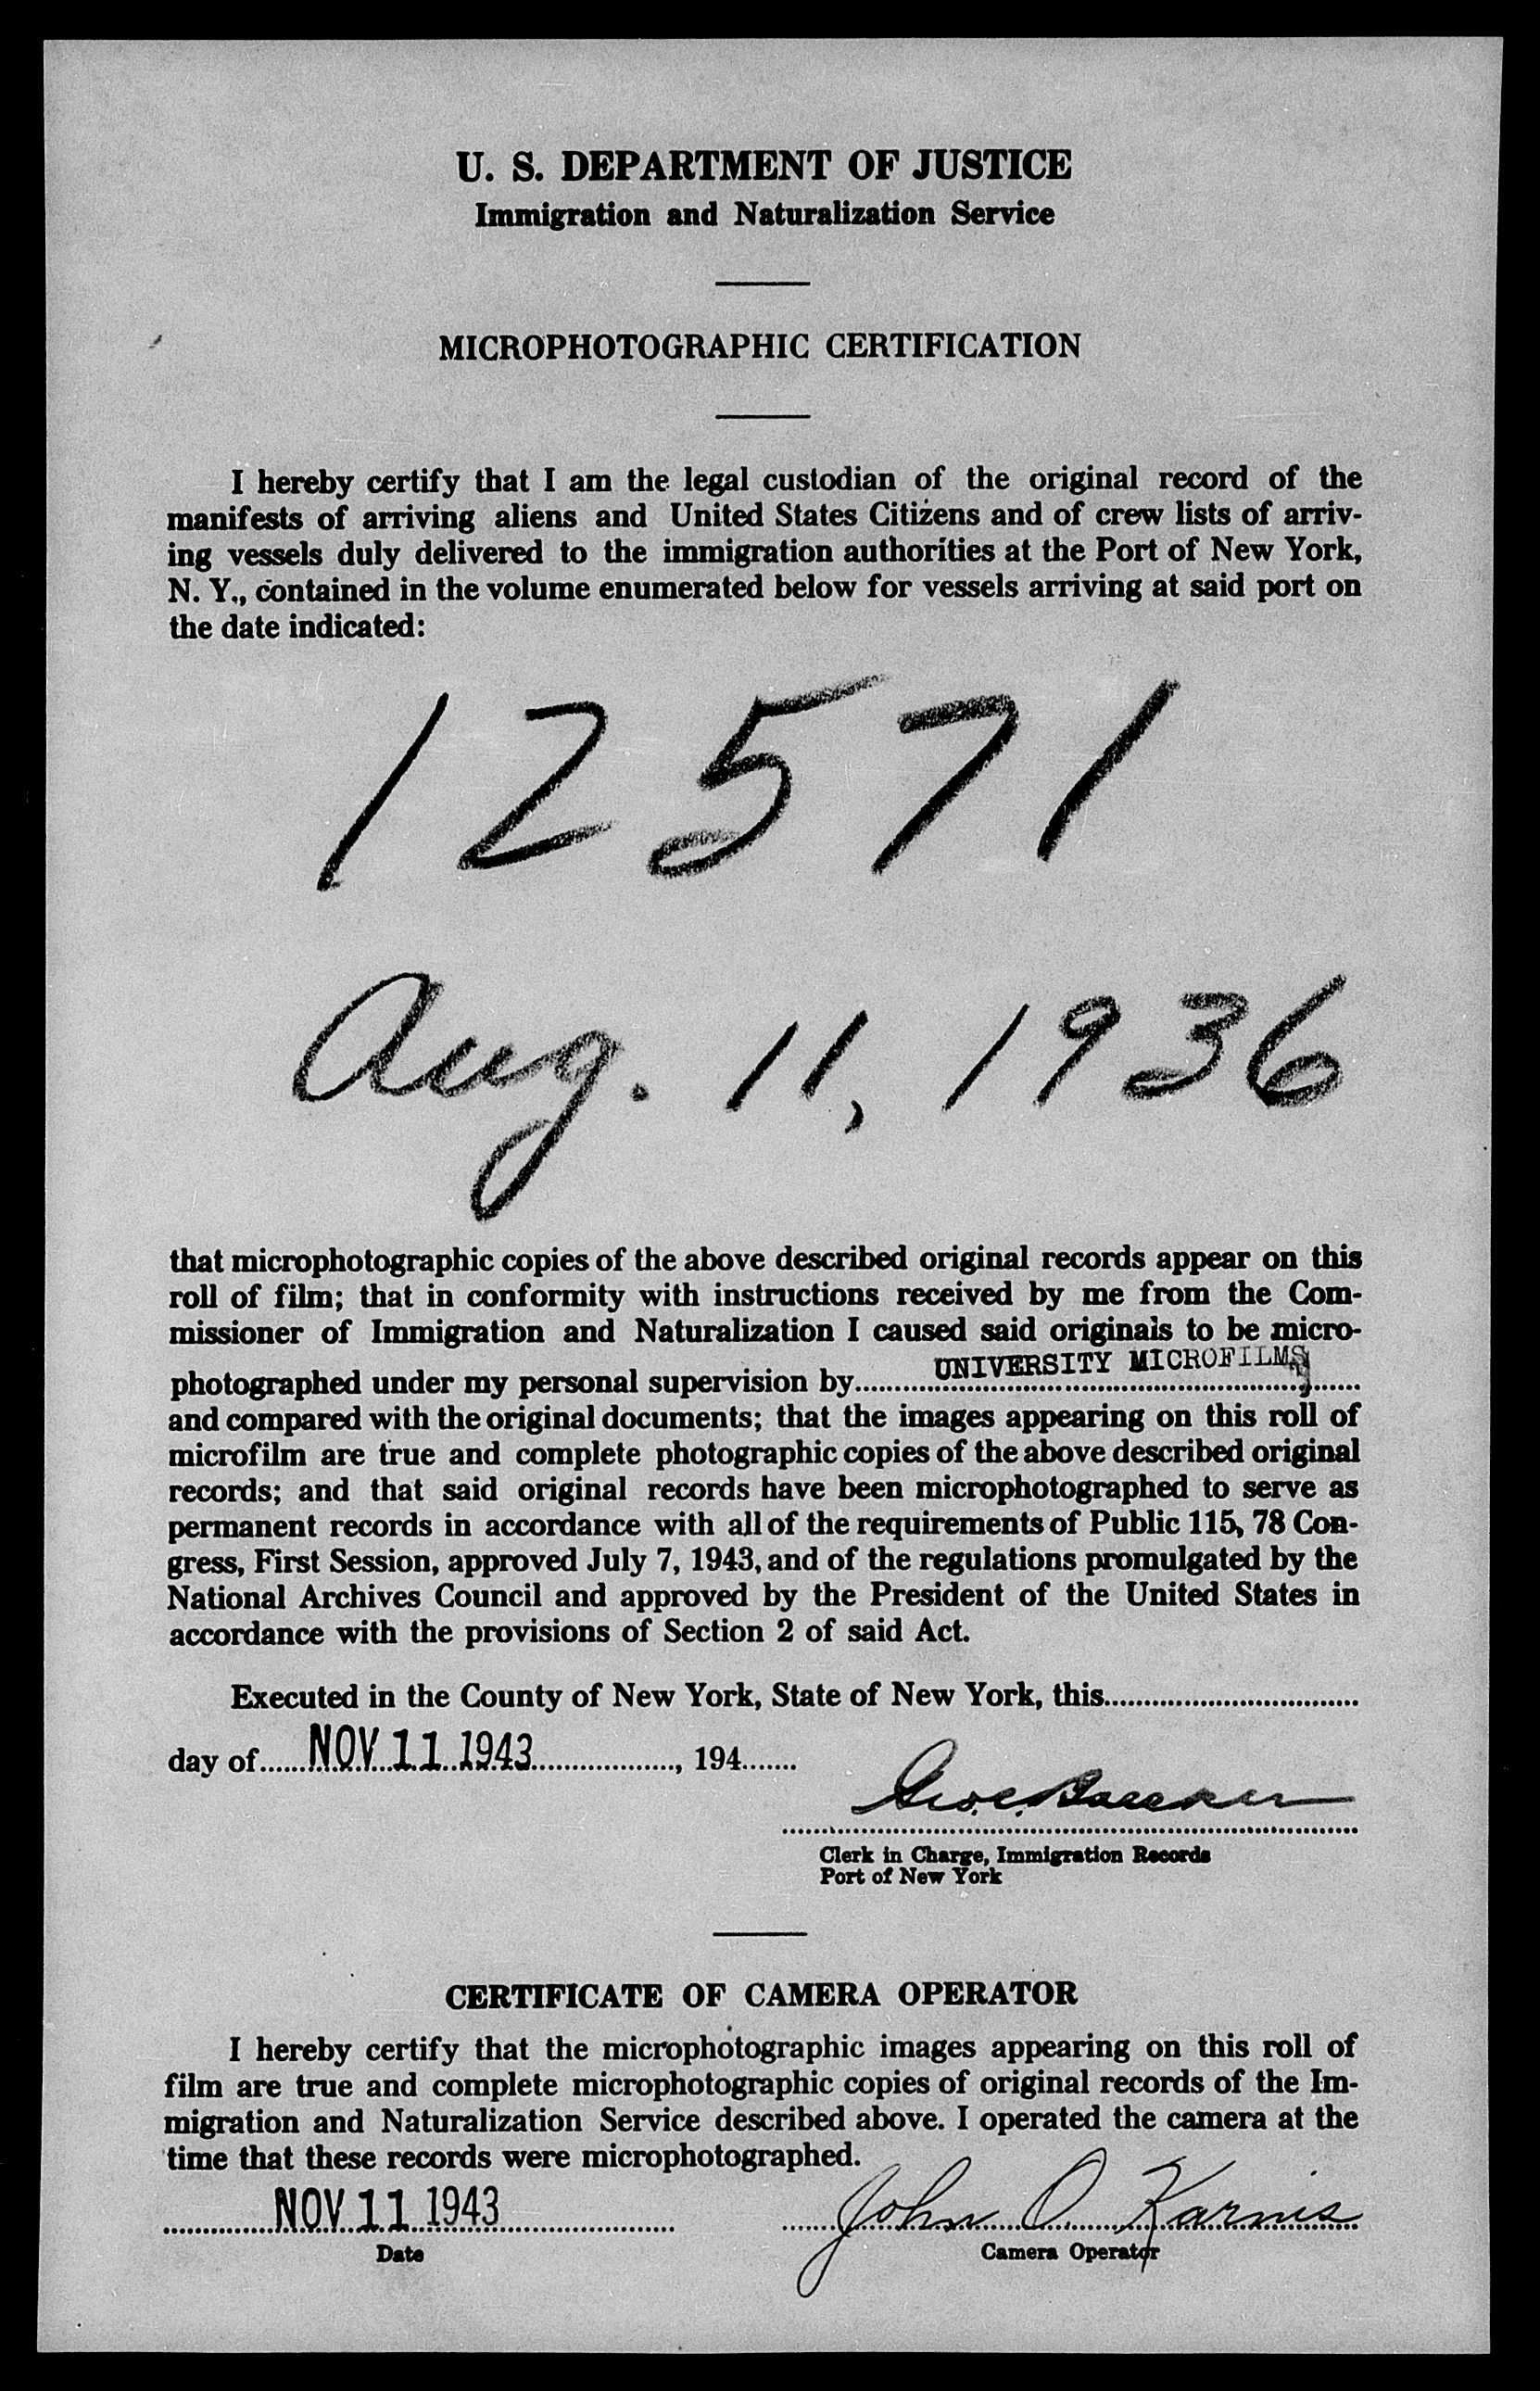 U. S. DEPARTMENT OF JUSTICE
Immigration and Naturalization Service
MICROPHOTOGRAPHIC CERTIFICATION
I hereby certify that I am the legal custodian of the original record of the
manifests of arriving aliens and United States Citizens and of crew lists of arriv-
ing vessels duly delivered to the immigration authorities at the Port of New York,
N. Y., contained in the volume enumerated below for vessels arriving at said port on
the date indicated:
12571
Aug. 11, 1936
that microphotographic copies of the above described original records appear on this
roll of film; that in conformity with instructions received by me from the Com-
missioner of Immigration and Naturalization I caused said originals to be micro-
photographed under my personal supervision by UNIVERSITY MICROFILMS
and compared with the original documents; that the images appearing on this roll of
microfilm are true and complete photographic copies of the above described original
records; and that said original records have been microphotographed to serve as
permanent records in accordance with all of the requirements of Public 115, 78 Con-
gress, First Session, approved July 7, 1943, and of the regulations promulgated by the
National Archives Council and approved by the President of the United States in
accordance with the provisions of Section 2 of said Act.
Executed in the County of New York, State of New York, this
day of NOV 11 1943, 194
Clerk in Charge, Immigration Records
Port of New York
CERTIFICATE OF CAMERA OPERATOR
I hereby certify that the microphotographic images appearing on this roll of
film are true and complete microphotographic copies of original records of the Im-
migration and Naturalization Service described above. I operated the camera at the
time that these records were microphotographed.
NOV 11 1943 John O. Karnis
Date Camera Operator